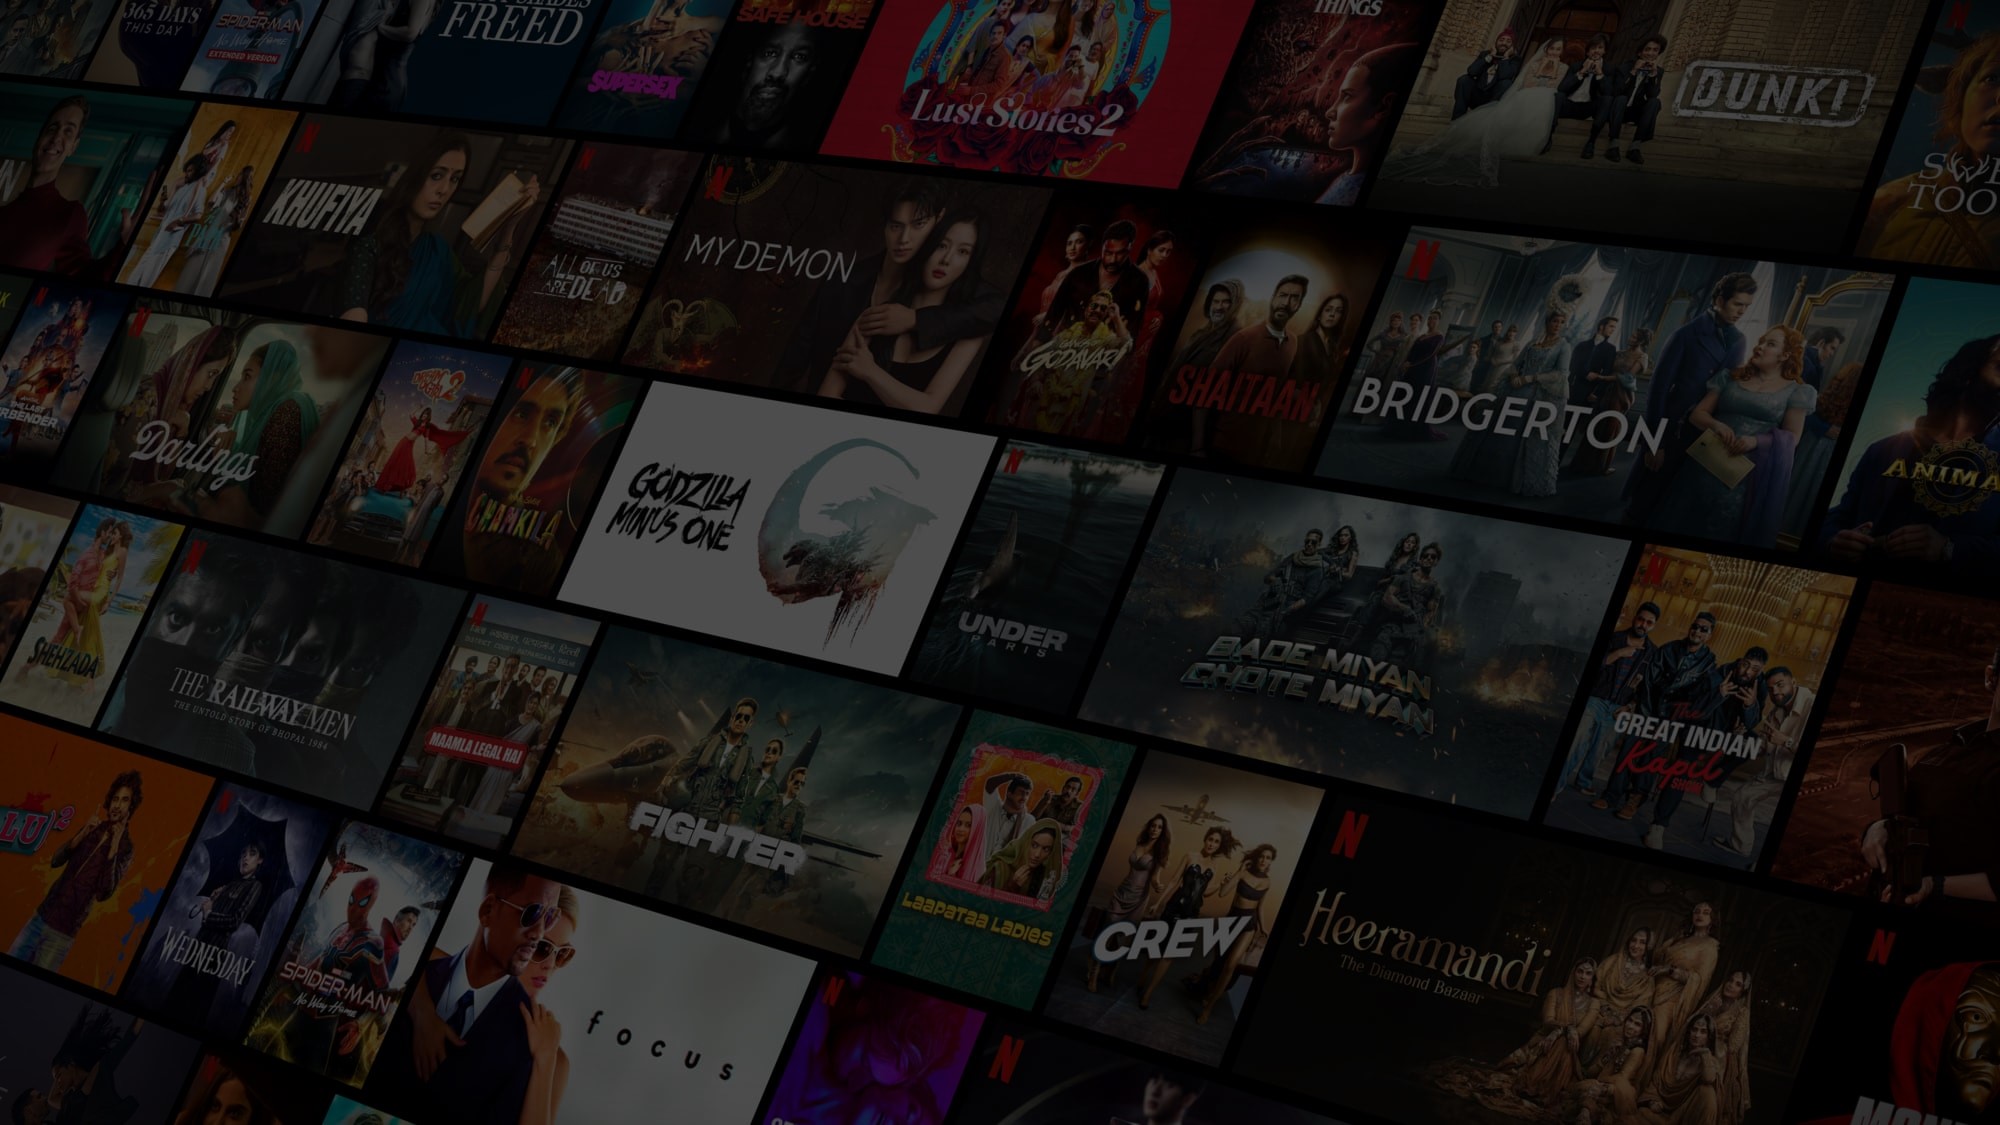 365 DAYS
THIS DAY
SPIDER-MAN
No Way Home
EXTENDED VERSION
FREED
SUPERSEX
SAFE HOUSE
Lust Stories 2
THINGS
DUNKI
TOO
KHUFIYA
ALL OF US
ARE DEAD
MY DEMON
GODAVARI
SHAITAAN
BRIDGERTON
ANIMA
THE LAST
RBENDER
Darlings
CHAMKILA
GODZILLA
MINUS ONE
UNDER
PARIS
BADE MIYAN
CHOTE MIYAN
The
GREAT INDIAN
Kapil
SHOW
SHEHZADA
THE RAILWAY MEN
THE UNTOLD STORY OF BHOPAL 1984
MAAMLA LEGAL HAI
FIGHTER
LAAPATAA LADIES
CREW
Heeramandi
The Diamond Bazaar
LU 2
WEDNESDAY
SPIDER-MAN
No Way Home
focus